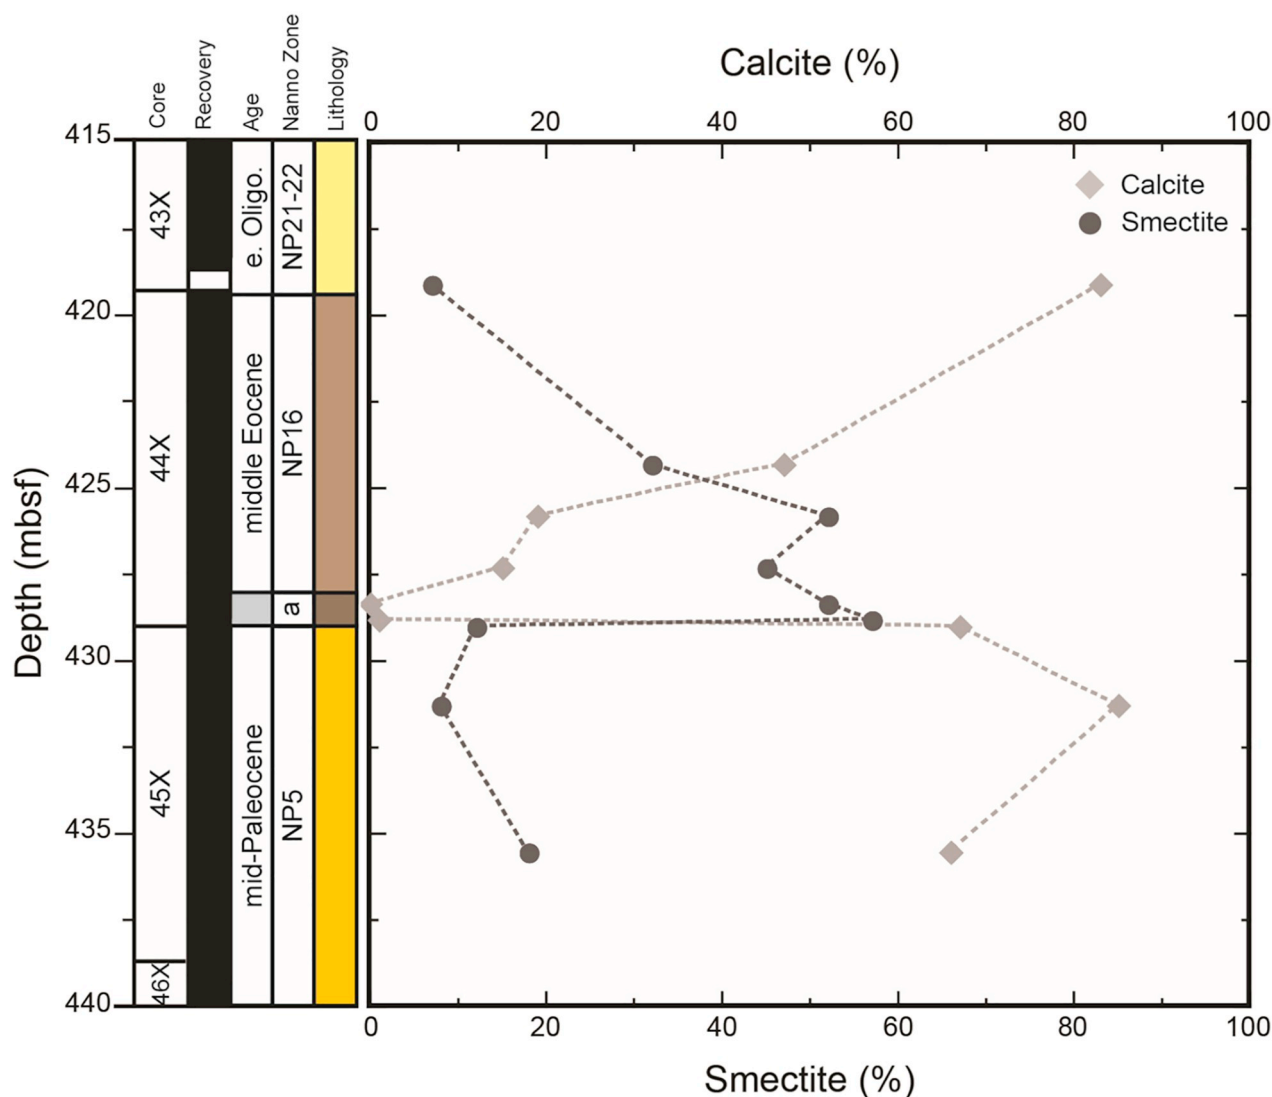 Calcite (%)
Core
Recovery
Age
Nanno Zone
Lithology
0 20 40 60 80 100
415
420
425
430
435
440
Depth (mbsf)
43X
44X
45X
46X
e. Oligo.
middle Eocene
mid-Paleocene
NP21-22
NP16
a
NP5
Calcite
Smectite
0 20 40 60 80 100
Smectite (%)